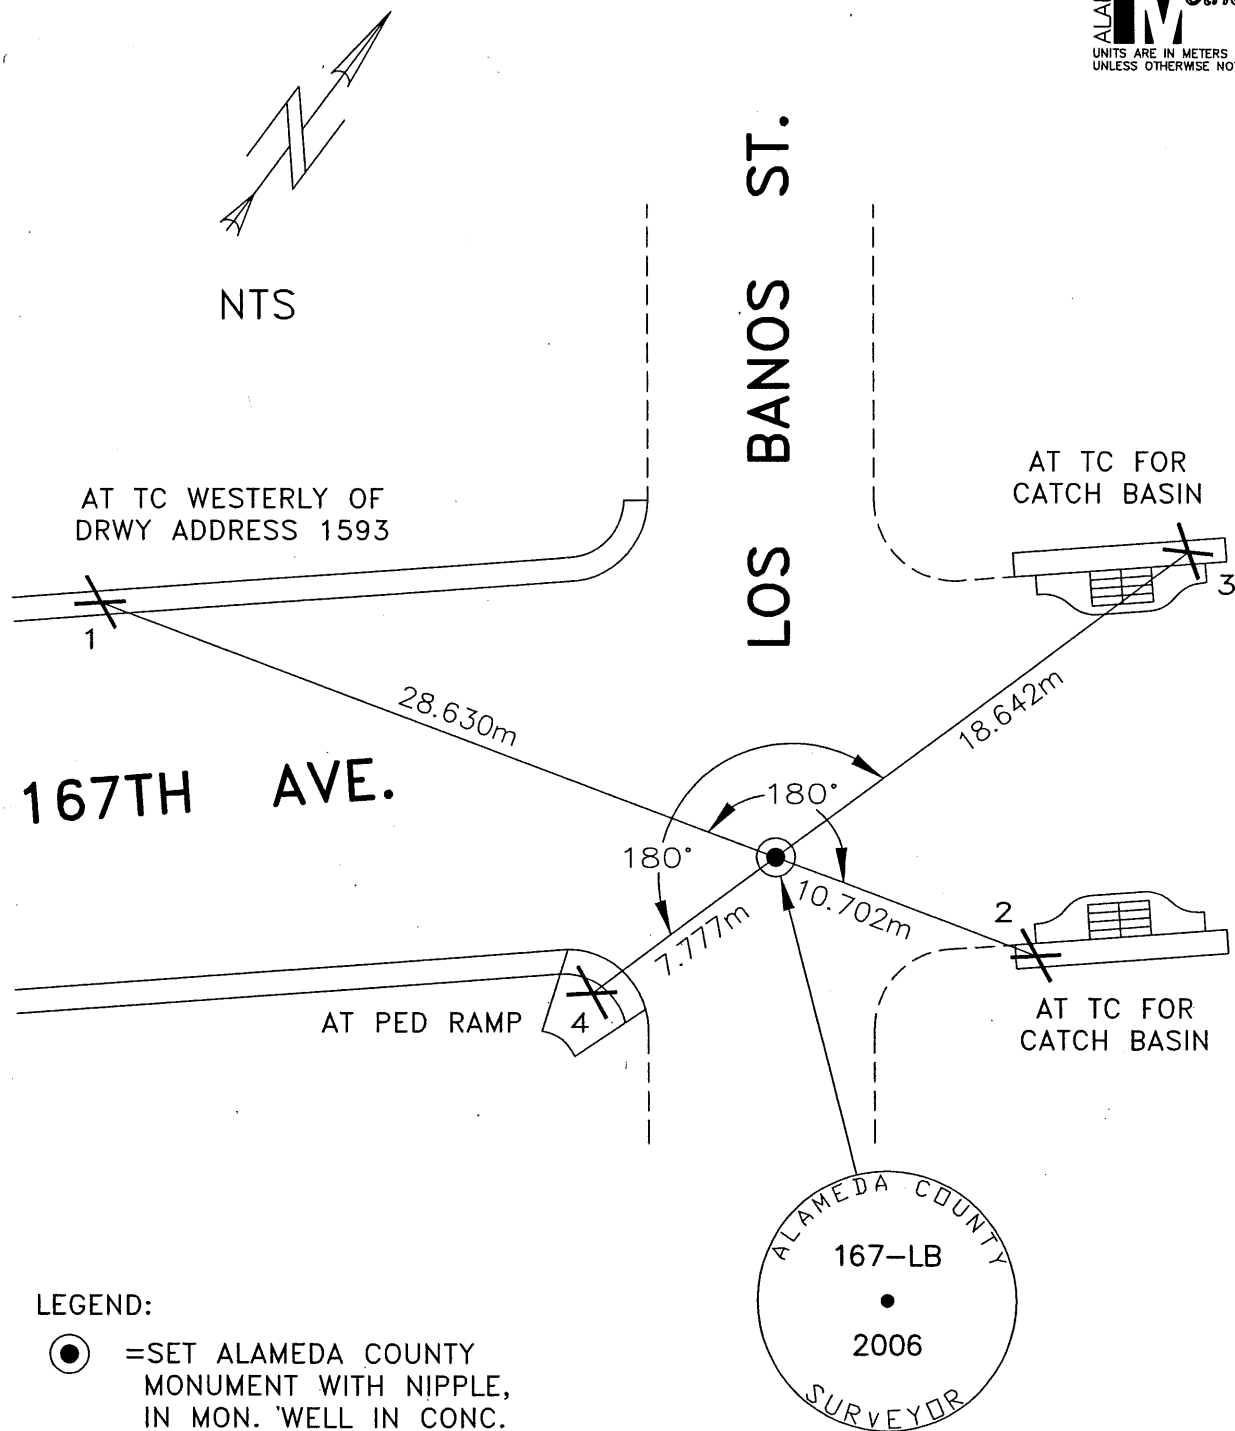 UNITS ARE IN METERS
UNLESS OTHERWISE
NTS
LOS BANOS ST.
AT TC WESTERLY OF
DRWY ADDRESS 1593
1
AT TC FOR
CATCH BASIN
3
28.630m
18.642m
167TH AVE.
180°
180°
10.702m
7.777m
2
AT PED RAMP
4
AT TC FOR
CATCH BASIN
ALAMEDA COUNTY
167-LB
2006
SURVEYOR
LEGEND:
=SET ALAMEDA COUNTY
MONUMENT WITH NIPPLE,
IN MON. WELL IN CONC.